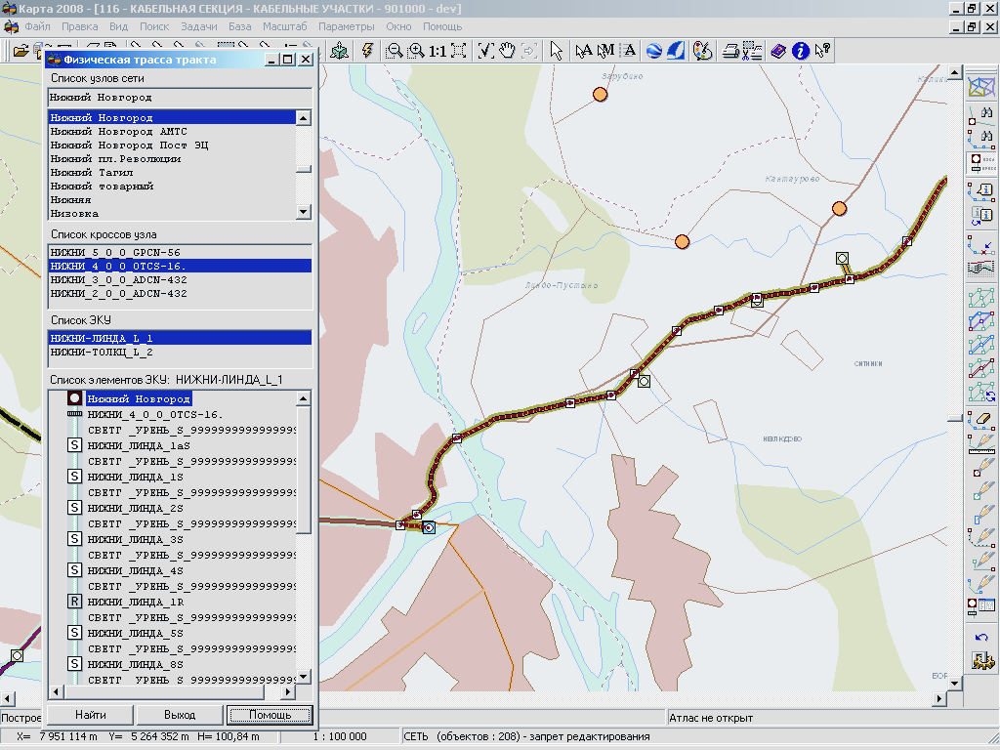 Карта 2008 - [116 - КАБЕЛЬНАЯ СЕКЦИЯ - КАБЕЛЬНЫЕ УЧАСТКИ - 901000 - dev]
Файл Правка Вид Поиск Задачи База Масштаб Параметры Окно Помощь
1:1
A M A
Физическая трасса тракта
Список узлов сети
Нижний Новгород
Нижний Новгород
Нижний Новгород АМТС
Нижний Новгород Пост ЭЦ
Нижний пл.Революции
Нижний Тагил
Нижний товарный
Нижняя
Низовка
Список кроссов узла
НИЖНИ_5_0_0_GPCN-56
НИЖНИ_4_0_0_OTCS-16.
НИЖНИ_3_0_0_ADCN-432
НИЖНИ_2_0_0_ADCN-432
Список ЭКУ
НИЖНИ-ЛИНДА_L_1
НИЖНИ-ТОЛКЦ_L_2
Список элементов ЭКУ: НИЖНИ-ЛИНДА_L_1
Нижний Новгород
НИЖНИ_4_0_0_OTCS-16.
СВЕТГ _УРЕНЬ_S_9999999999999999
S НИЖНИ_ЛИНДА_1aS
СВЕТГ _УРЕНЬ_S_9999999999999999
S НИЖНИ_ЛИНДА_1S
СВЕТГ _УРЕНЬ_S_9999999999999999
S НИЖНИ_ЛИНДА_2S
СВЕТГ _УРЕНЬ_S_9999999999999999
S НИЖНИ_ЛИНДА_3S
СВЕТГ _УРЕНЬ_S_9999999999999999
S НИЖНИ_ЛИНДА_4S
СВЕТГ _УРЕНЬ_S_9999999999999999
R НИЖНИ_ЛИНДА_1R
СВЕТГ _УРЕНЬ_S_9999999999999999
S НИЖНИ_ЛИНДА_5S
СВЕТГ _УРЕНЬ_S_9999999999999999
S НИЖНИ_ЛИНДА_8S
СВЕТГ _УРЕНЬ_S_9999999999999999
Найти Выход Помощь
Зарубино
Кантаурово
Линдо-Пустынь
СИТНИКИ
НЕКЛЮДОВО
БОР
Построе
Атлас не открыт
X= 7 951 114 m Y= 5 264 352 m H= 100,84 m
1 : 100 000
СЕТЬ (объектов : 208) - запрет редактирования